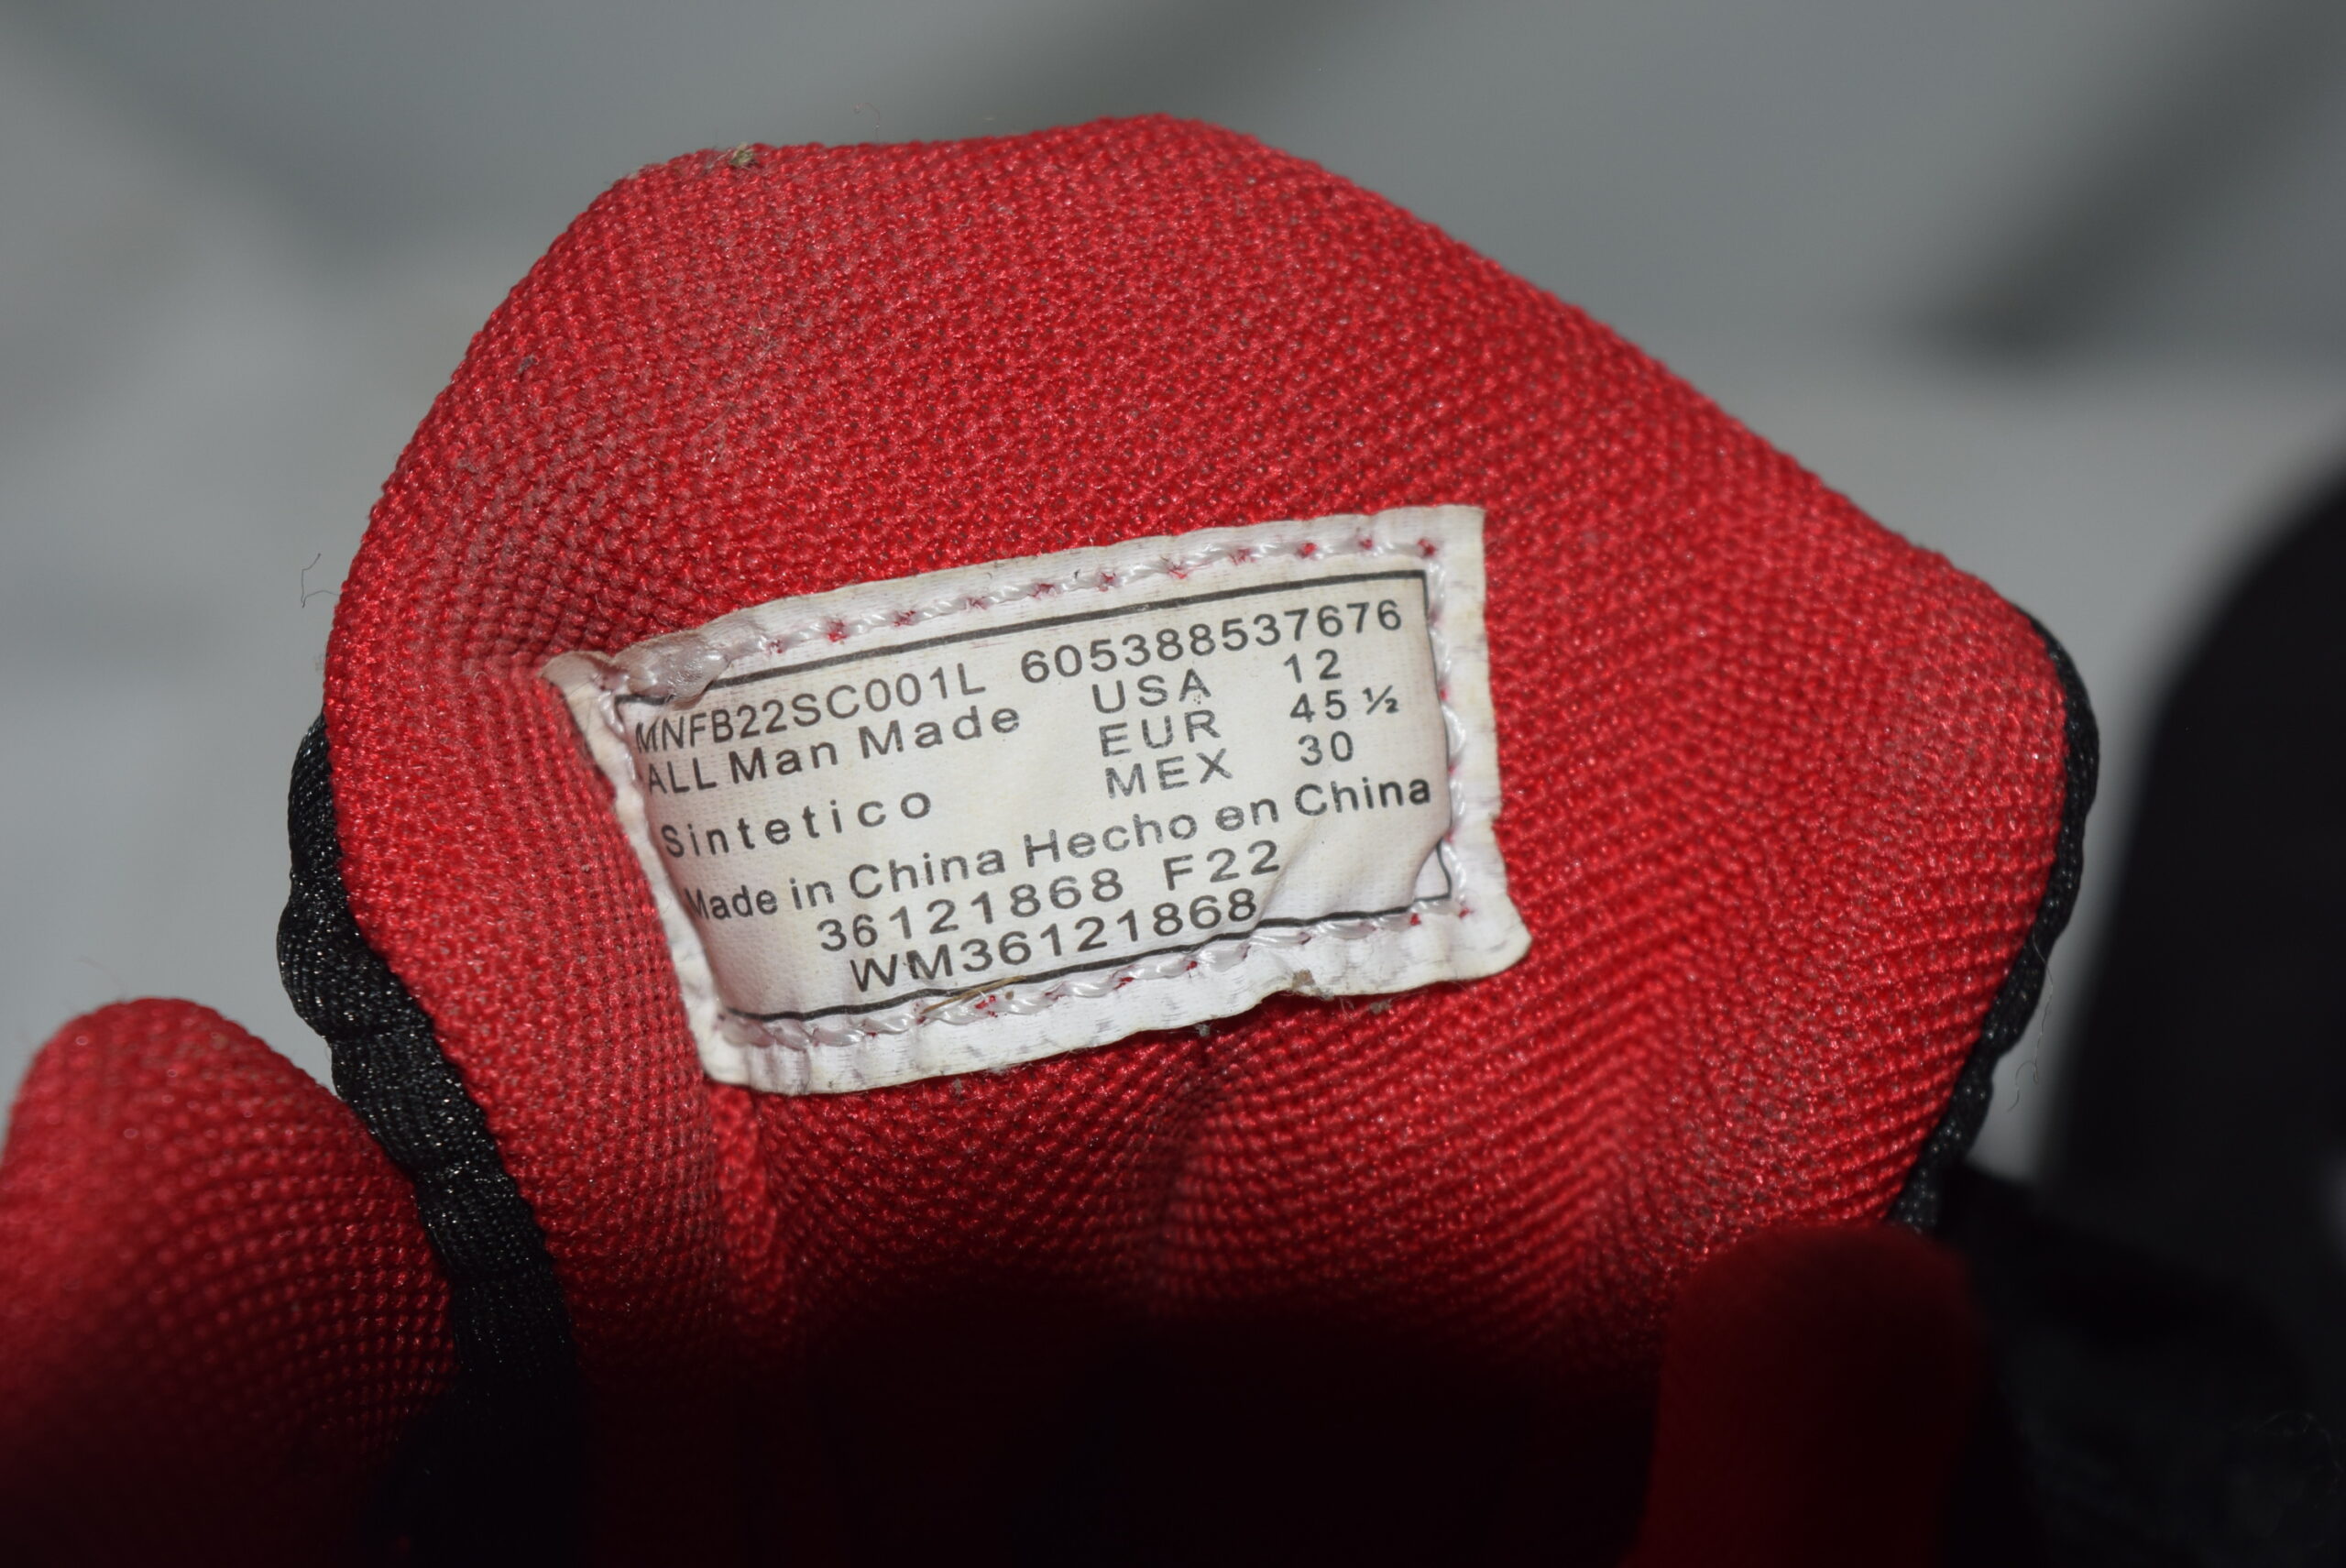 MNFB22SC001L 605388537676
ALL Man Made USA 12
EUR 45 ½
Sintetico MEX 30
Made in China Hecho en China
36121868 F22
WM36121868